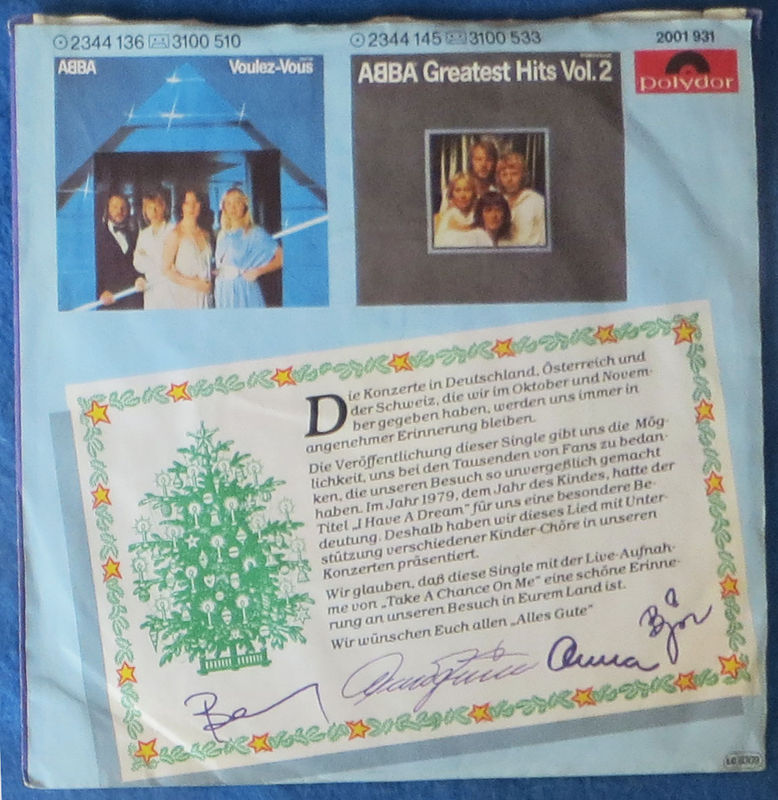 2344 136 3100 510
2344 145 3100 533
2001 931
polydor
ABBA Voulez-Vous
ABBA Greatest Hits Vol. 2
Die Konzerte in Deutschland, Österreich und
der Schweiz, die wir im Oktober und Novem-
ber gegeben haben, werden uns immer in
angenehmer Erinnerung bleiben.
Die Veröffentlichung dieser Single gibt uns die Mög-
lichkeit, uns bei den Tausenden von Fans zu bedan-
ken, die unseren Besuch so unvergeßlich gemacht
haben. Im Jahr 1979, dem Jahr des Kindes, hatte der
Titel „I Have A Dream“ für uns eine besondere Be-
deutung. Deshalb haben wir dieses Lied mit Unter-
stützung verschiedener Kinder-Chöre in unseren
Konzerten präsentiert.
Wir glauben, daß diese Single mit der Live-Aufnah-
me von „Take A Chance On Me“ eine schöne Erinne-
rung an unseren Besuch in Eurem Land ist.
Wir wünschen Euch allen „Alles Gute“
Anna
LC 0309